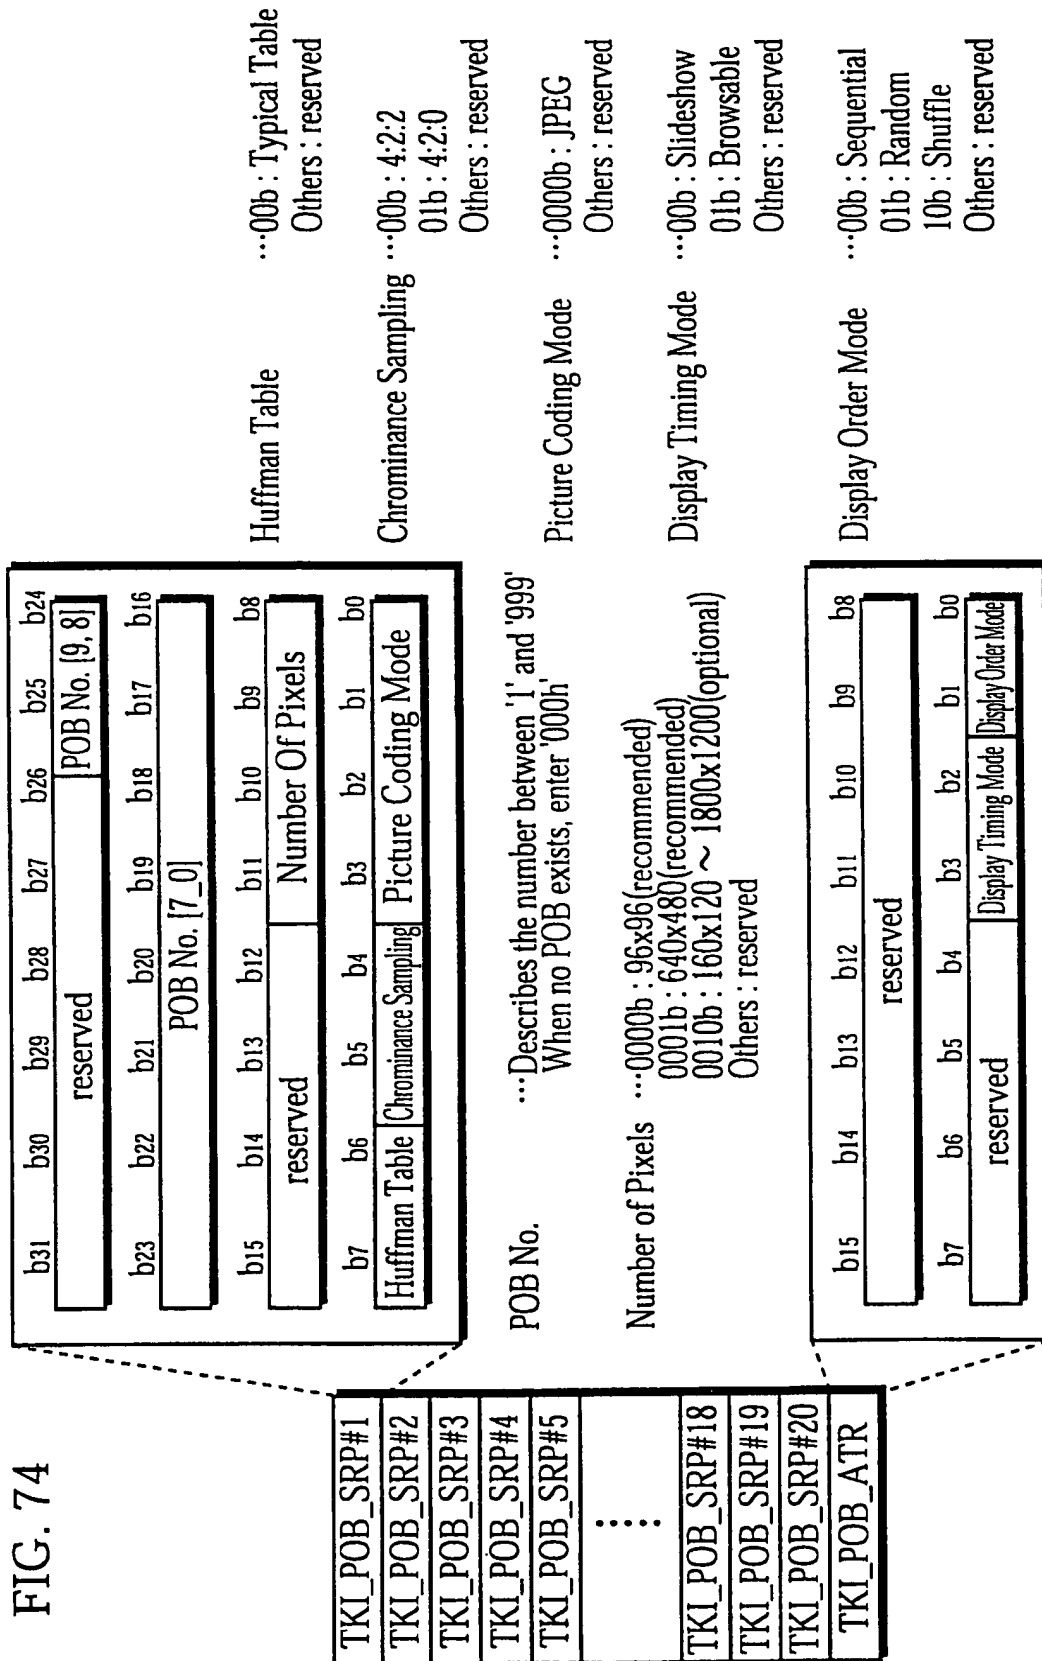 FIG. 74
TKI_POB_SRP#1
TKI_POB_SRP#2
TKI_POB_SRP#3
TKI_POB_SRP#4
TKI_POB_SRP#5
......
TKI_POB_SRP#18
TKI_POB_SRP#19
TKI_POB_SRP#20
TKI_POB_ATR
b31 b30 b29 b28 b27 b26 b25 b24
reserved POB No. [9, 8]
b23 b22 b21 b20 b19 b18 b17 b16
POB No. [7_0]
b15 b14 b13 b12 b11 b10 b9 b8
reserved Number Of Pixels
b7 b6 b5 b4 b3 b2 b1 b0
Huffman Table Chrominance Sampling Picture Coding Mode
POB No. ···Describes the number between '1' and '999'
When no POB exists, enter '000h'
Number of Pixels ···0000b : 96x96(recommended)
0001b : 640x480(recommended)
0010b : 160x120 ～ 1800x1200(optional)
Others : reserved
b15 b14 b13 b12 b11 b10 b9 b8
reserved
b7 b6 b5 b4 b3 b2 b1 b0
reserved Display Timing Mode Display Order Mode
Huffman Table ···00b : Typical Table
Others : reserved
Chrominance Sampling ···00b : 4:2:2
01b : 4:2:0
Others : reserved
Picture Coding Mode ···0000b : JPEG
Others : reserved
Display Timing Mode ···00b : Slideshow
01b : Browsable
Others : reserved
Display Order Mode ···00b : Sequential
01b : Random
10b : Shuffle
Others : reserved